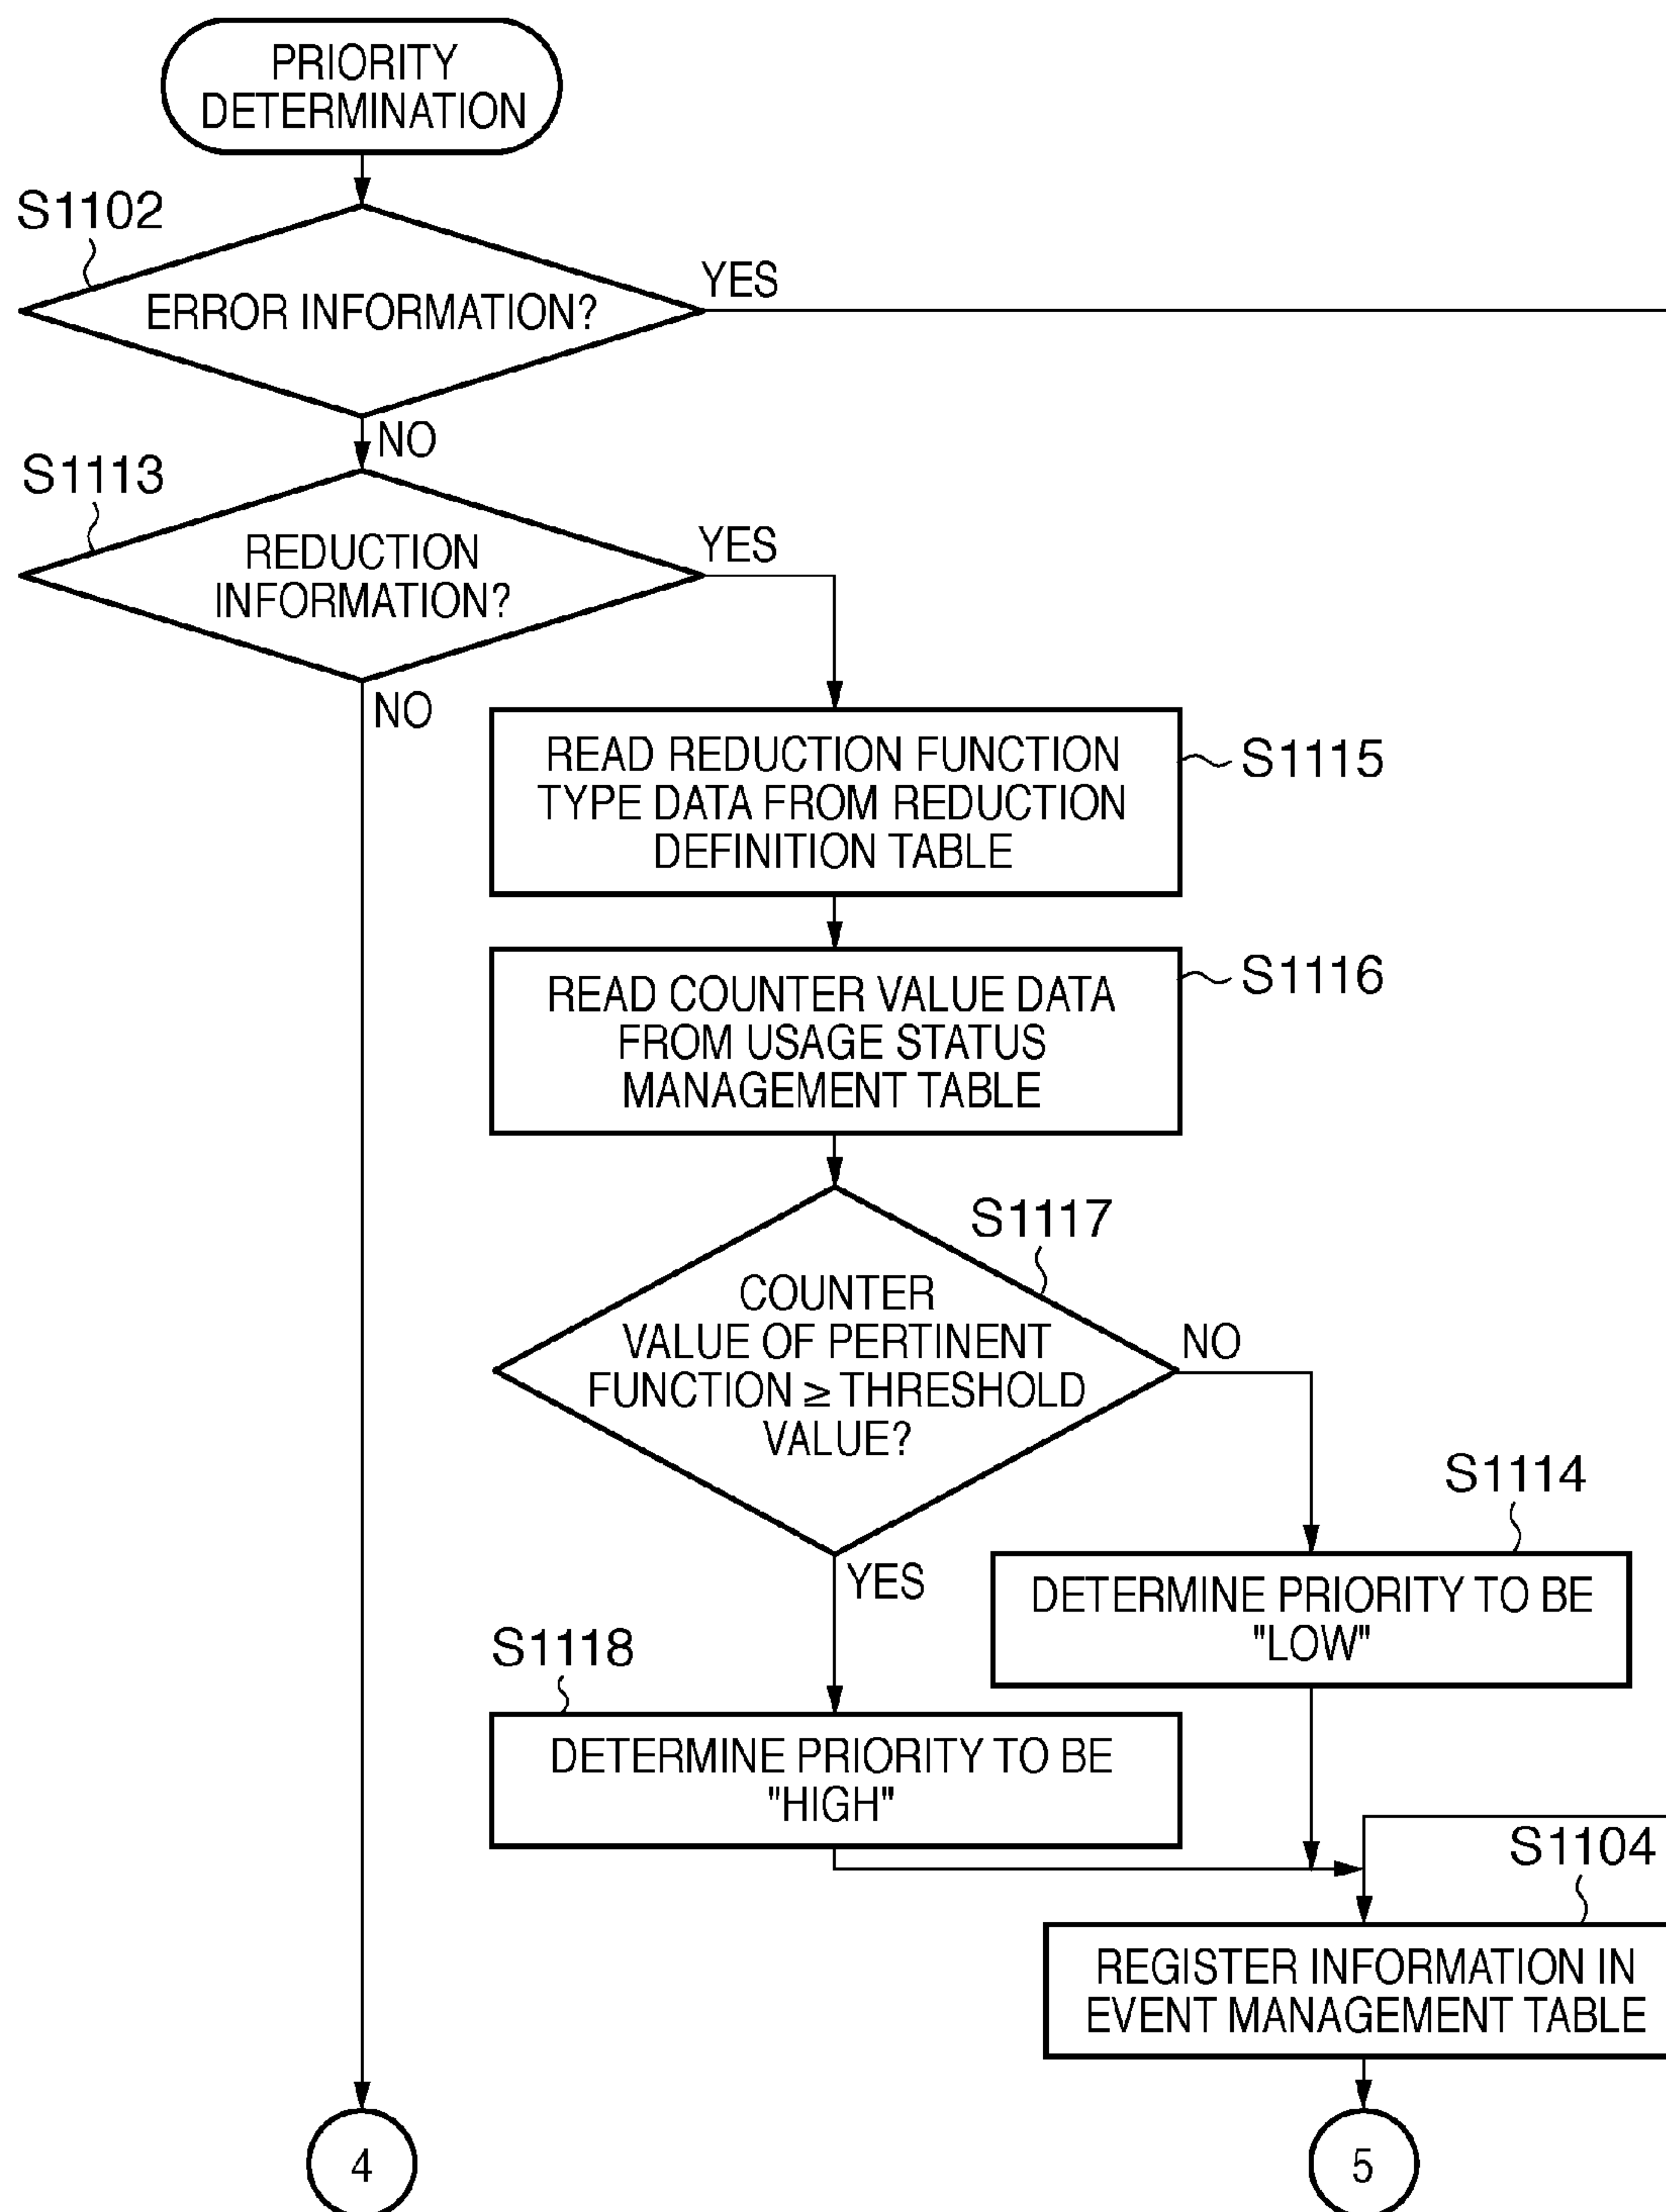 PRIORITY
DETERMINATION
S1102
YES
ERROR INFORMATION?
NO
S1113
YES
REDUCTION
INFORMATION?
NO
READ REDUCTION FUNCTION
TYPE DATA FROM REDUCTION
DEFINITION TABLE
S1115
READ COUNTER VALUE DATA
FROM USAGE STATUS
MANAGEMENT TABLE
S1116
S1117
COUNTER
VALUE OF PERTINENT
FUNCTION ≥ THRESHOLD
VALUE?
NO
YES
S1114
DETERMINE PRIORITY TO BE
"LOW"
S1118
DETERMINE PRIORITY TO BE
"HIGH"
S1104
REGISTER INFORMATION IN
EVENT MANAGEMENT TABLE
4
5